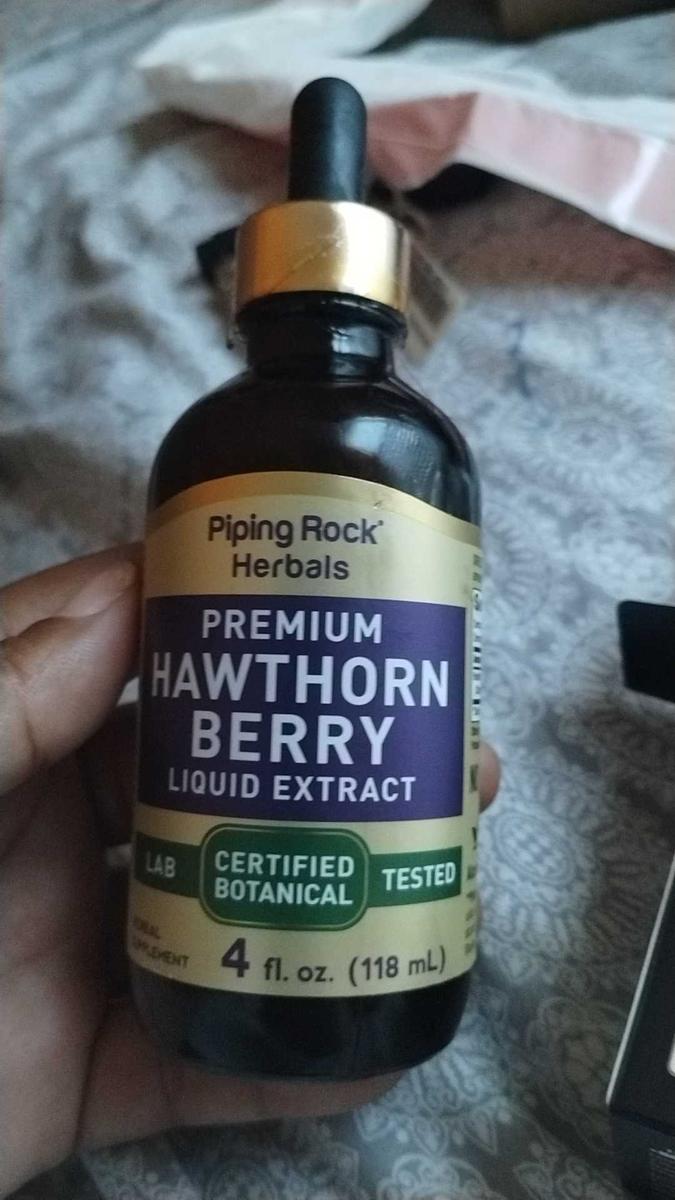 Piping Rock®
Herbals
PREMIUM
HAWTHORN
BERRY
LIQUID EXTRACT
LAB
CERTIFIED
BOTANICAL
TESTED
4 fl. oz. (118 mL)